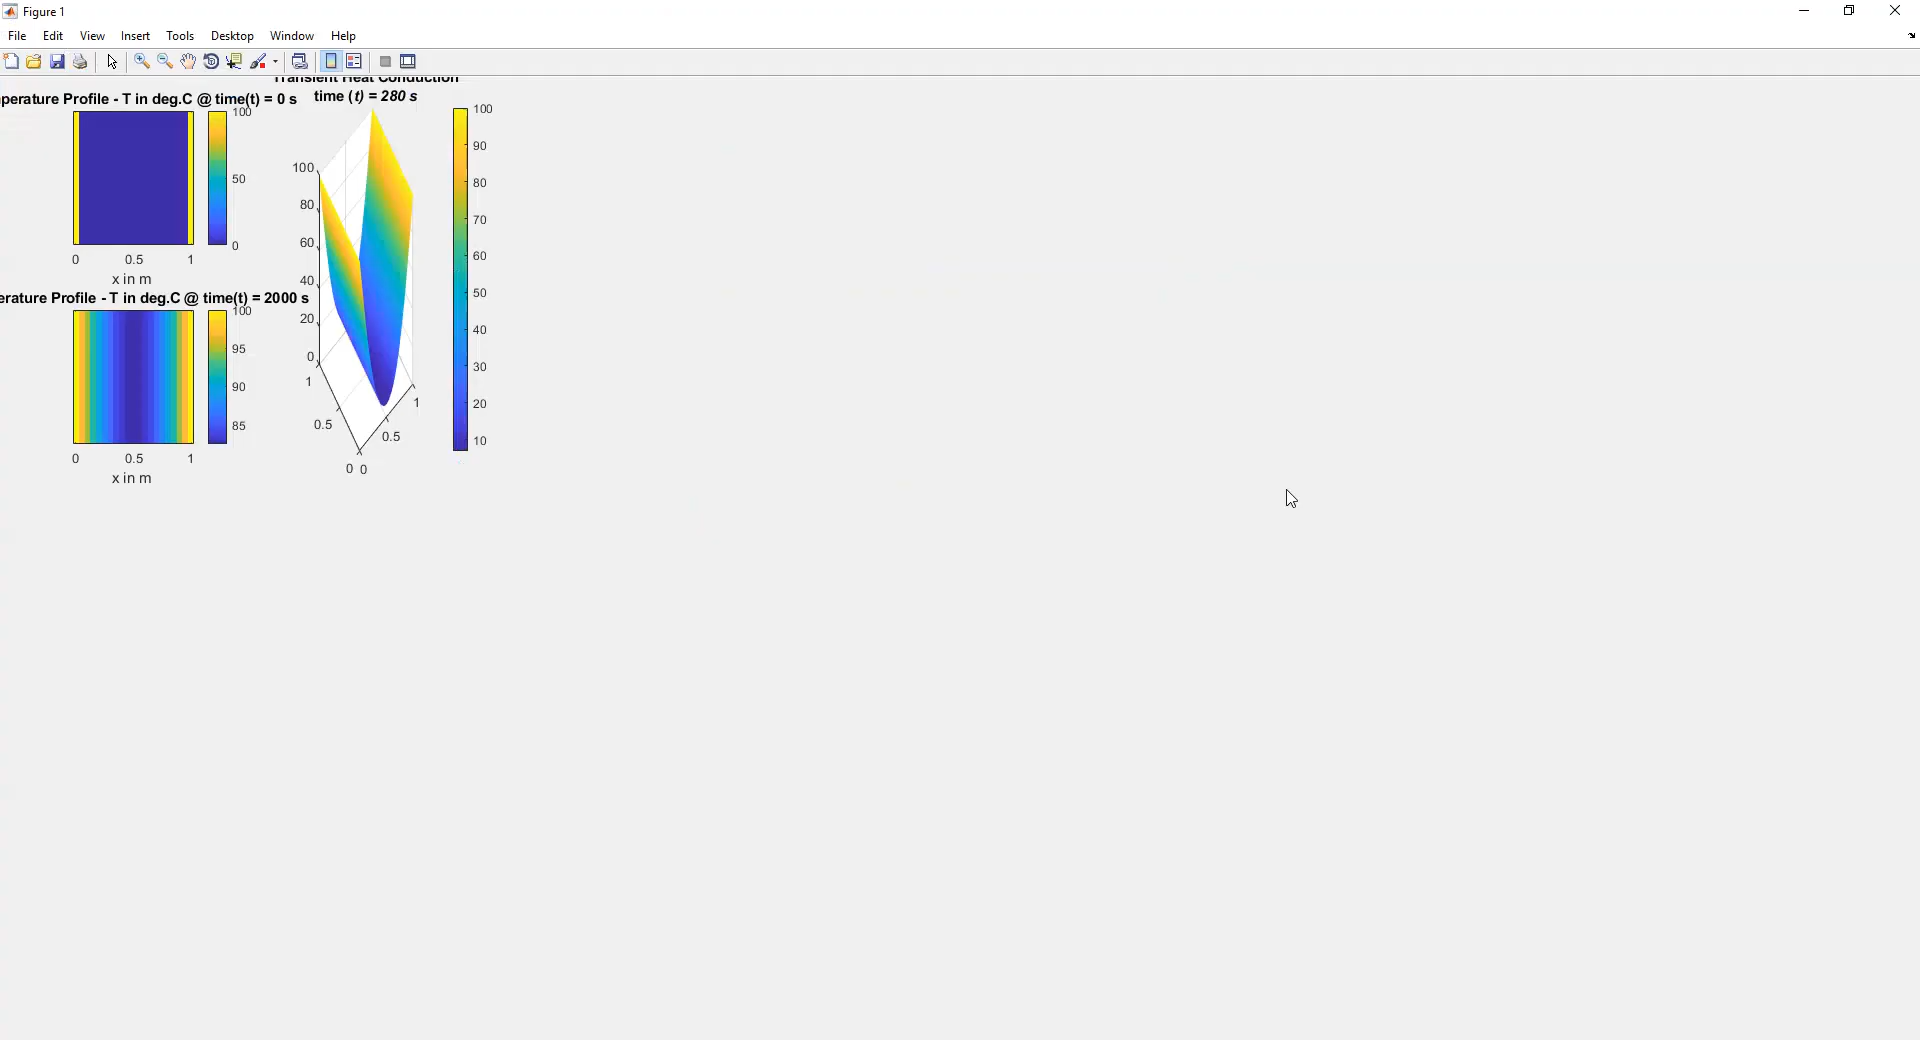 Figure 1
File Edit View Insert Tools Desktop Window Help
Transient Heat Conduction
time (t) = 280 s
perature Profile - T in deg.C @ time(t) = 0 s
100
50
0
0 0.5 1
x in m
erature Profile - T in deg.C @ time(t) = 2000 s
100
95
90
85
0 0.5 1
x in m
100
80
60
40
20
0
1
0.5
0
0
0.5
1
100
90
80
70
60
50
40
30
20
10